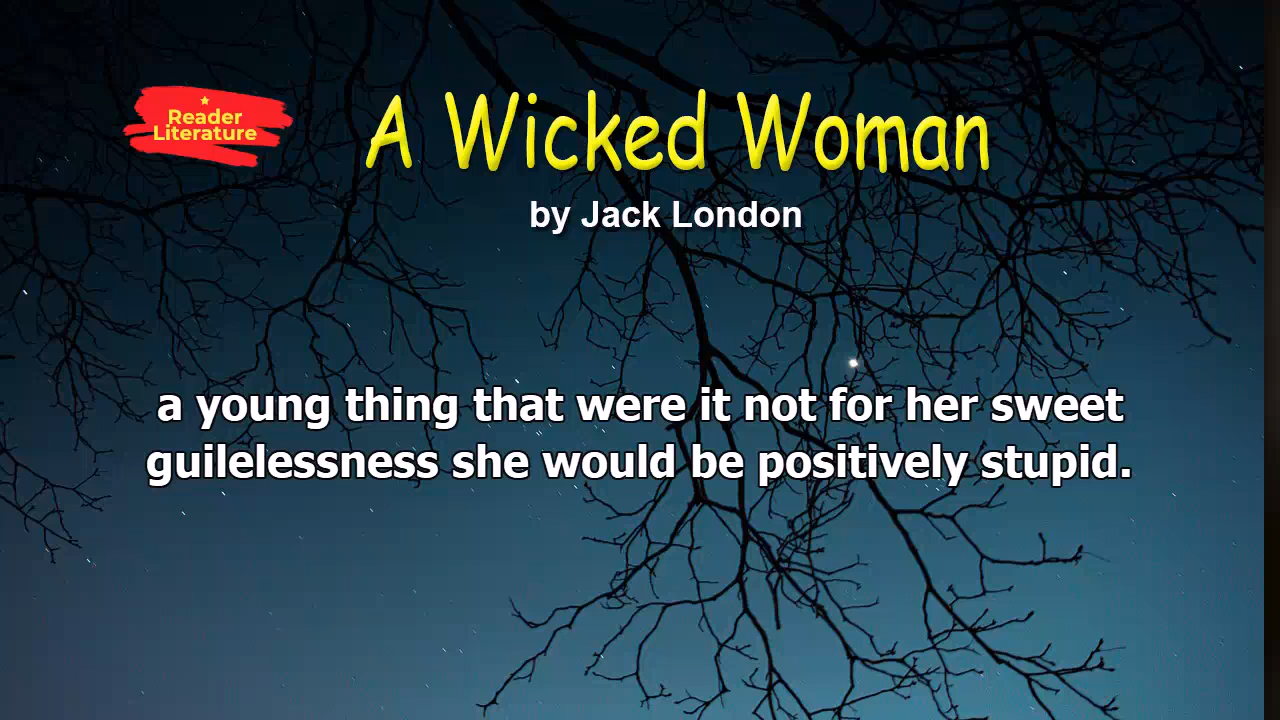 Reader
Literature
A Wicked Woman
by Jack London
a young thing that were it not for her sweet
guilelessness she would be positively stupid.